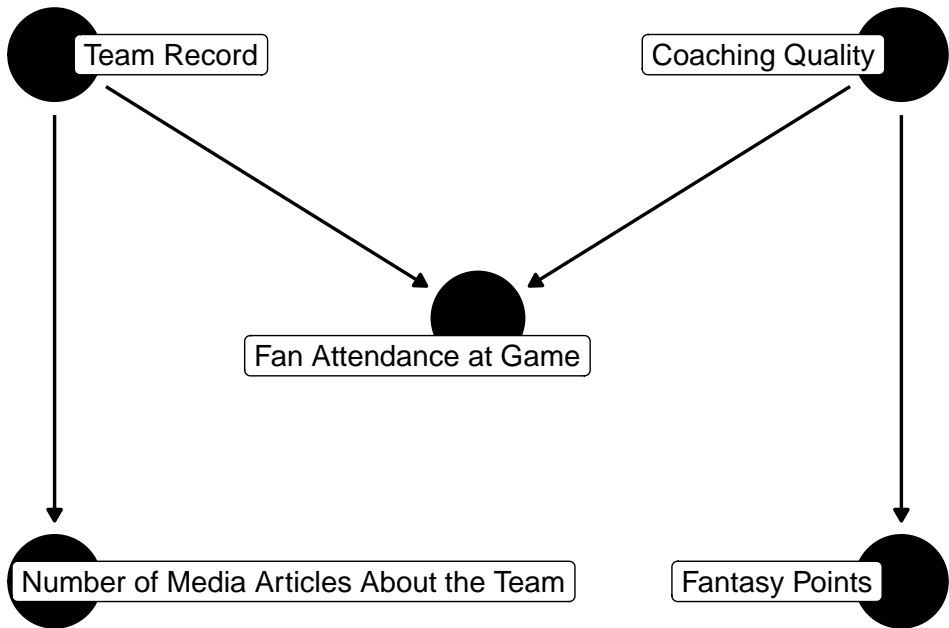 Team Record
Coaching Quality
Fan Attendance at Game
Number of Media Articles About the Team
Fantasy Points